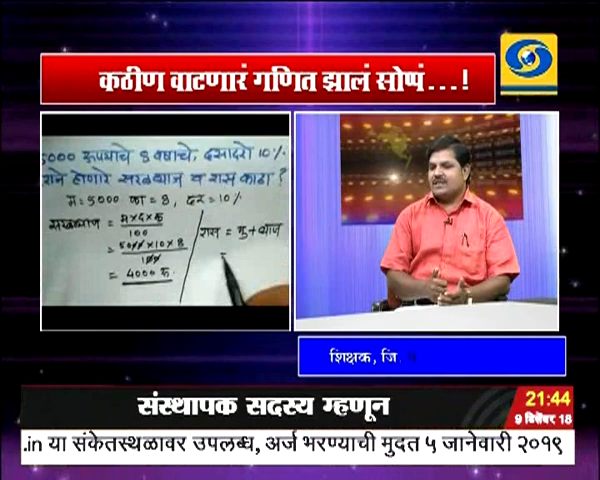 कठीण वाटणारं गणित झालं सोप्पं...!
5000 रूपयाचे 8 वर्षाचे, दसादशे 10%
राने होणारे सरळव्याज व रास काढा ?
म = 5000 का = 8, दर = 10%
सरळव्याज = म × द × क / 100
= 5000 × 10 × 8 / 100
= 4000 रु.
रास = मु + व्याज
=
शिक्षक, जि.
संस्थापक सदस्य म्हणून
21:44
9 डिसेंबर 18
.in या संकेतस्थळावर उपलब्ध, अर्ज भरण्याची मुदत ५ जानेवारी २०१९